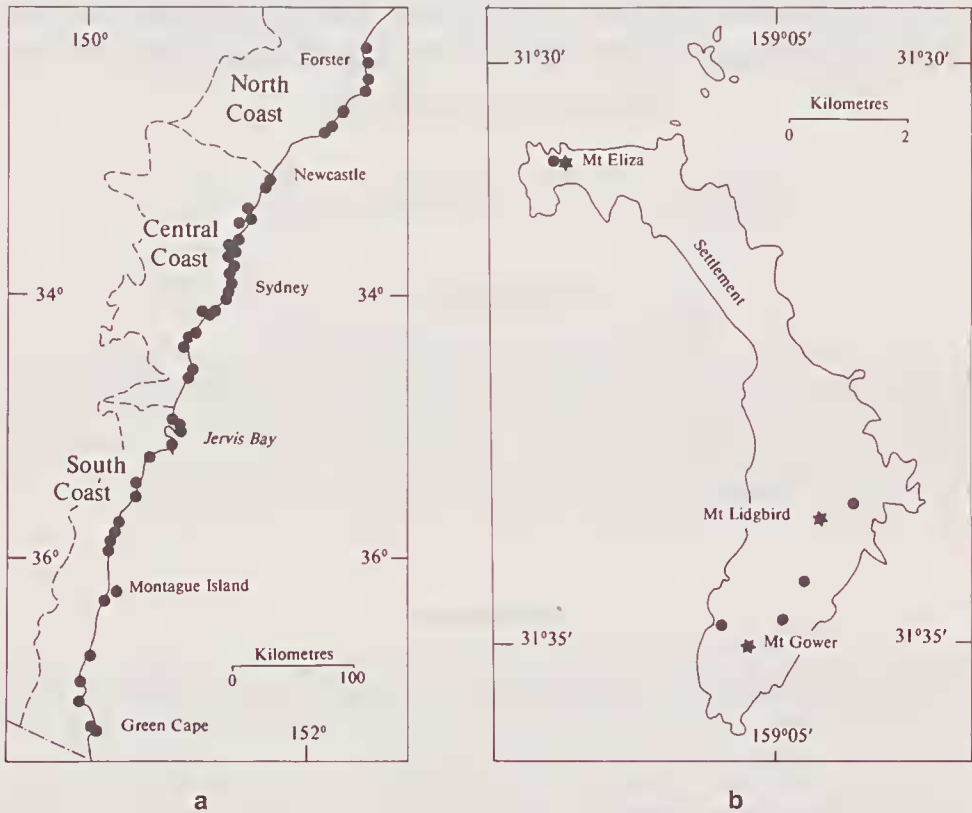 150°
Forster
North
Coast
Newcastle
Central
Coast
34°
Sydney
34°
Jervis Bay
South
Coast
36°
36°
Montague Island
Kilometres
0 100
Green Cape
152°
a
159°05′
31°30′
31°30′
Kilometres
0 2
Mt Eliza
Settlement
Mt Lidgbird
31°35′
31°35′
Mt Gower
159°05′
b